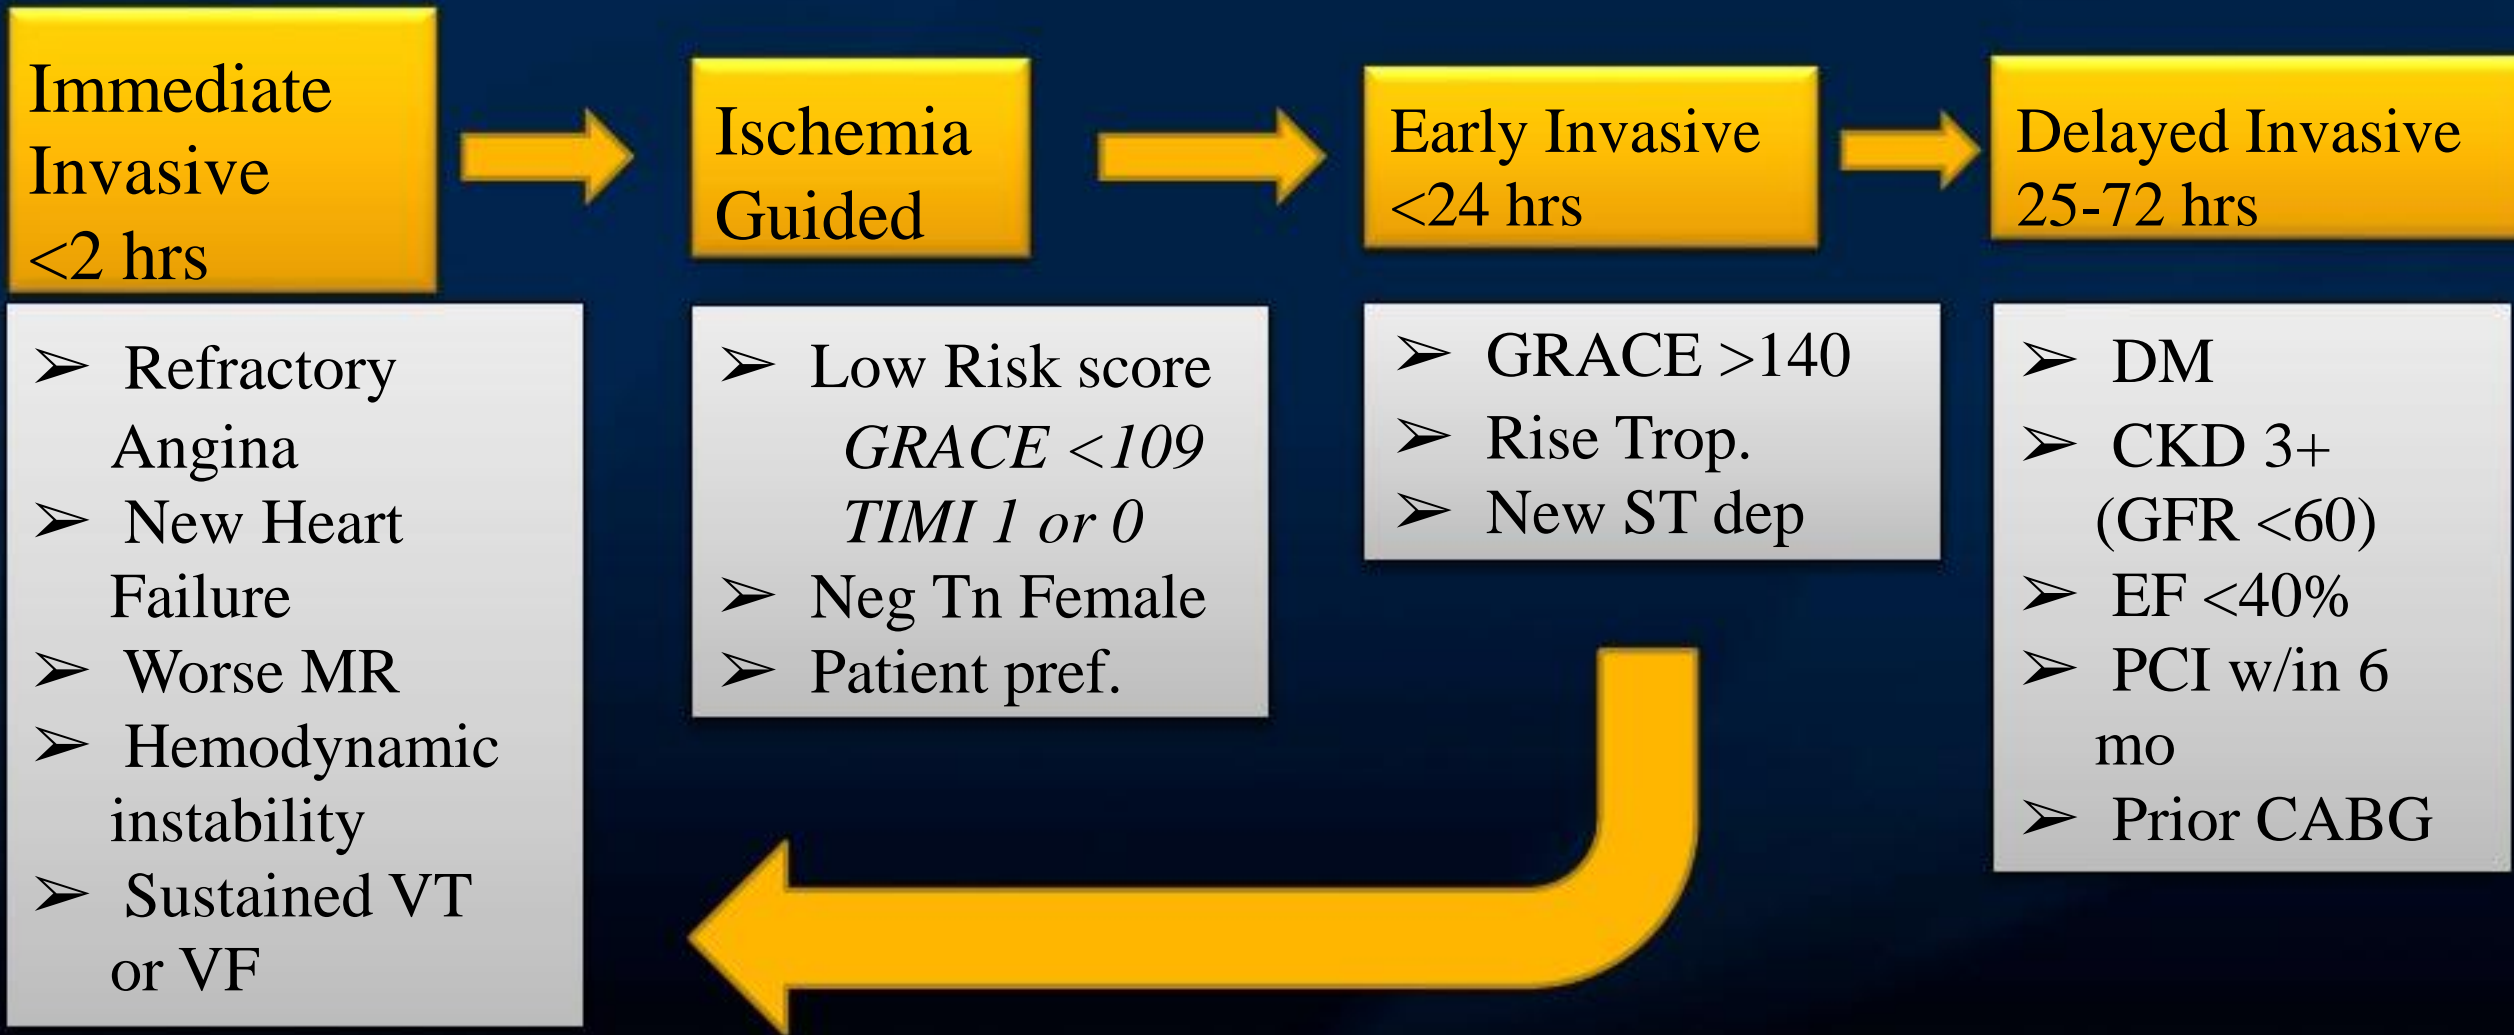 Immediate
Invasive
<2 hrs
➢ Refractory
Angina
➢ New Heart
Failure
➢ Worse MR
➢ Hemodynamic
instability
➢ Sustained VT
or VF
Ischemia
Guided
➢ Low Risk score
GRACE <109
TIMI 1 or 0
➢ Neg Tn Female
➢ Patient pref.
Early Invasive
<24 hrs
➢ GRACE >140
➢ Rise Trop.
➢ New ST dep
Delayed Invasive
25-72 hrs
➢ DM
➢ CKD 3+
(GFR <60)
➢ EF <40%
➢ PCI w/in 6
mo
➢ Prior CABG